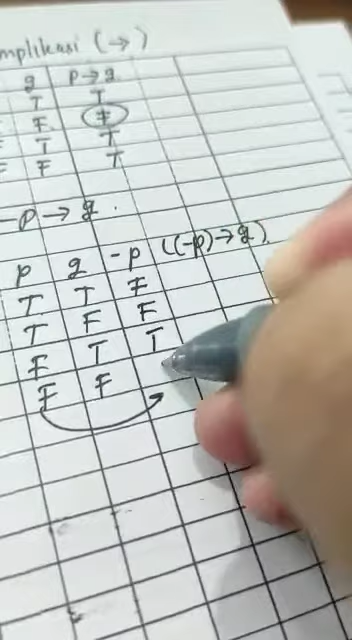 mplikasi (→)
g P→g
T T
F F
T T
F F T
-P → g.
p g -p ((-p)→g)
T T F
T F F
F T T
F F